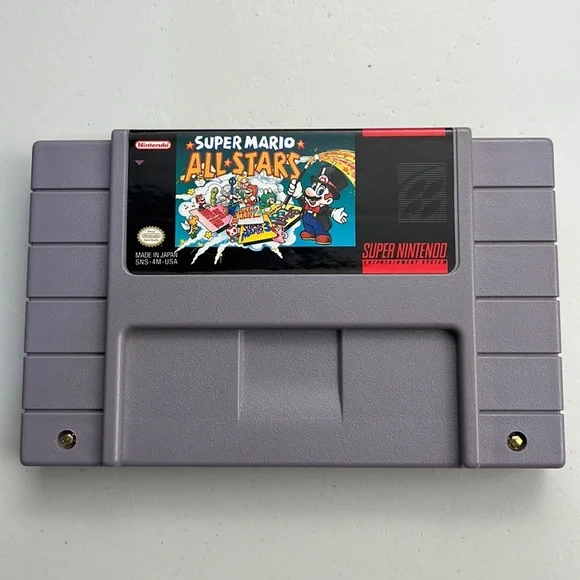 Nintendo
SUPER MARIO
ALL★STARS
MADE IN JAPAN
SNS-4M-USA
SUPER NINTENDO
ENTERTAINMENT SYSTEM